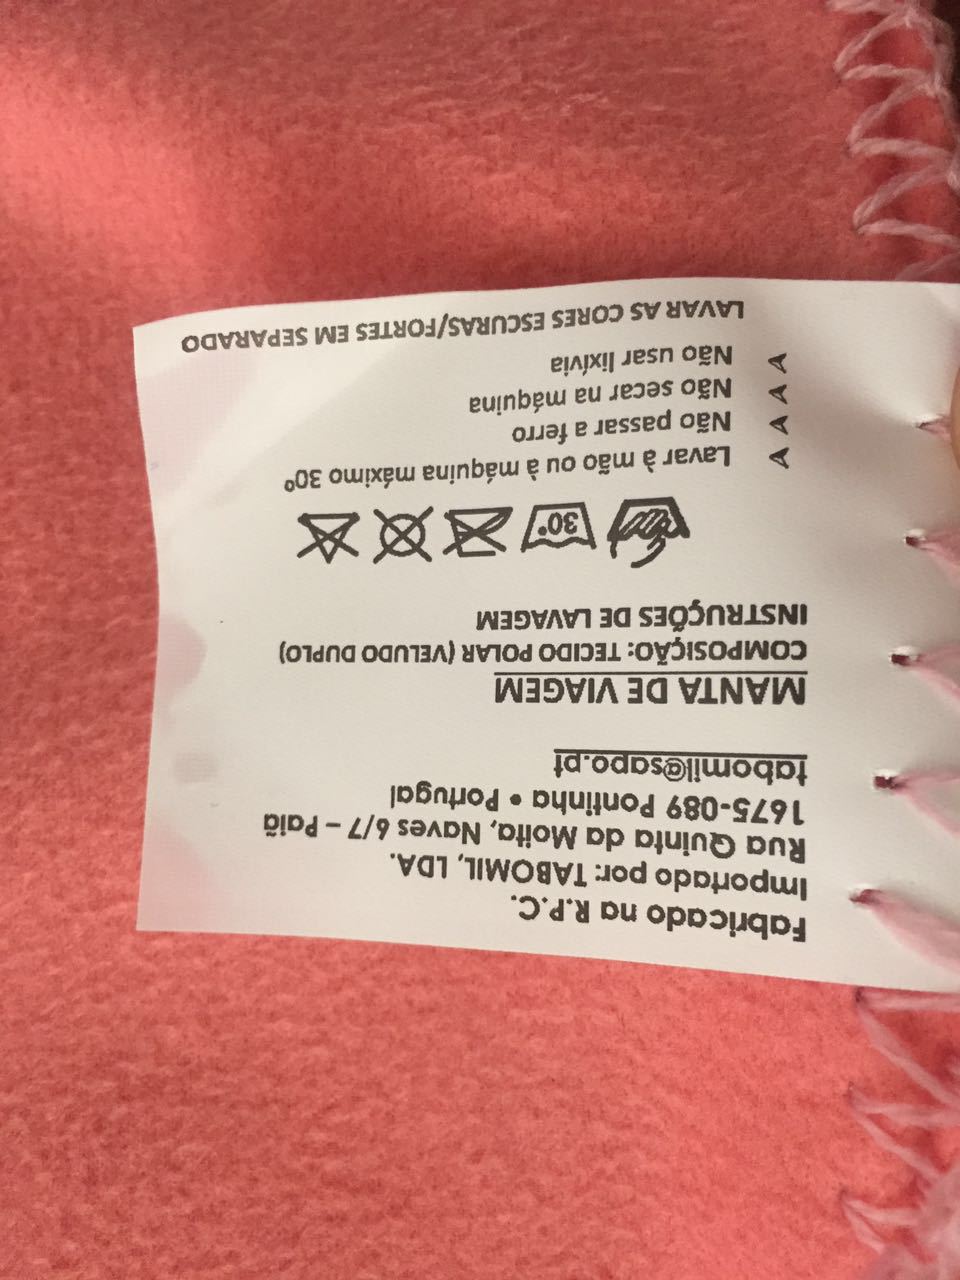 Fabricado na R.P.C.
Importado por: TABOMIL, LDA.
Rua Quinta da Moita, Naves 6/7 – Paiã
1675-089 Pontinha • Portugal
tabomil@sapo.pt
MANTA DE VIAGEM
COMPOSIÇÃO: TECIDO POLAR (VELUDO DUPLO)
INSTRUÇÕES DE LAVAGEM
30°
Lavar à mão ou à máquina máximo 30º
Não passar a ferro
Não secar na máquina
Não usar lixívia
LAVAR AS CORES ESCURAS/FORTES EM SEPARADO